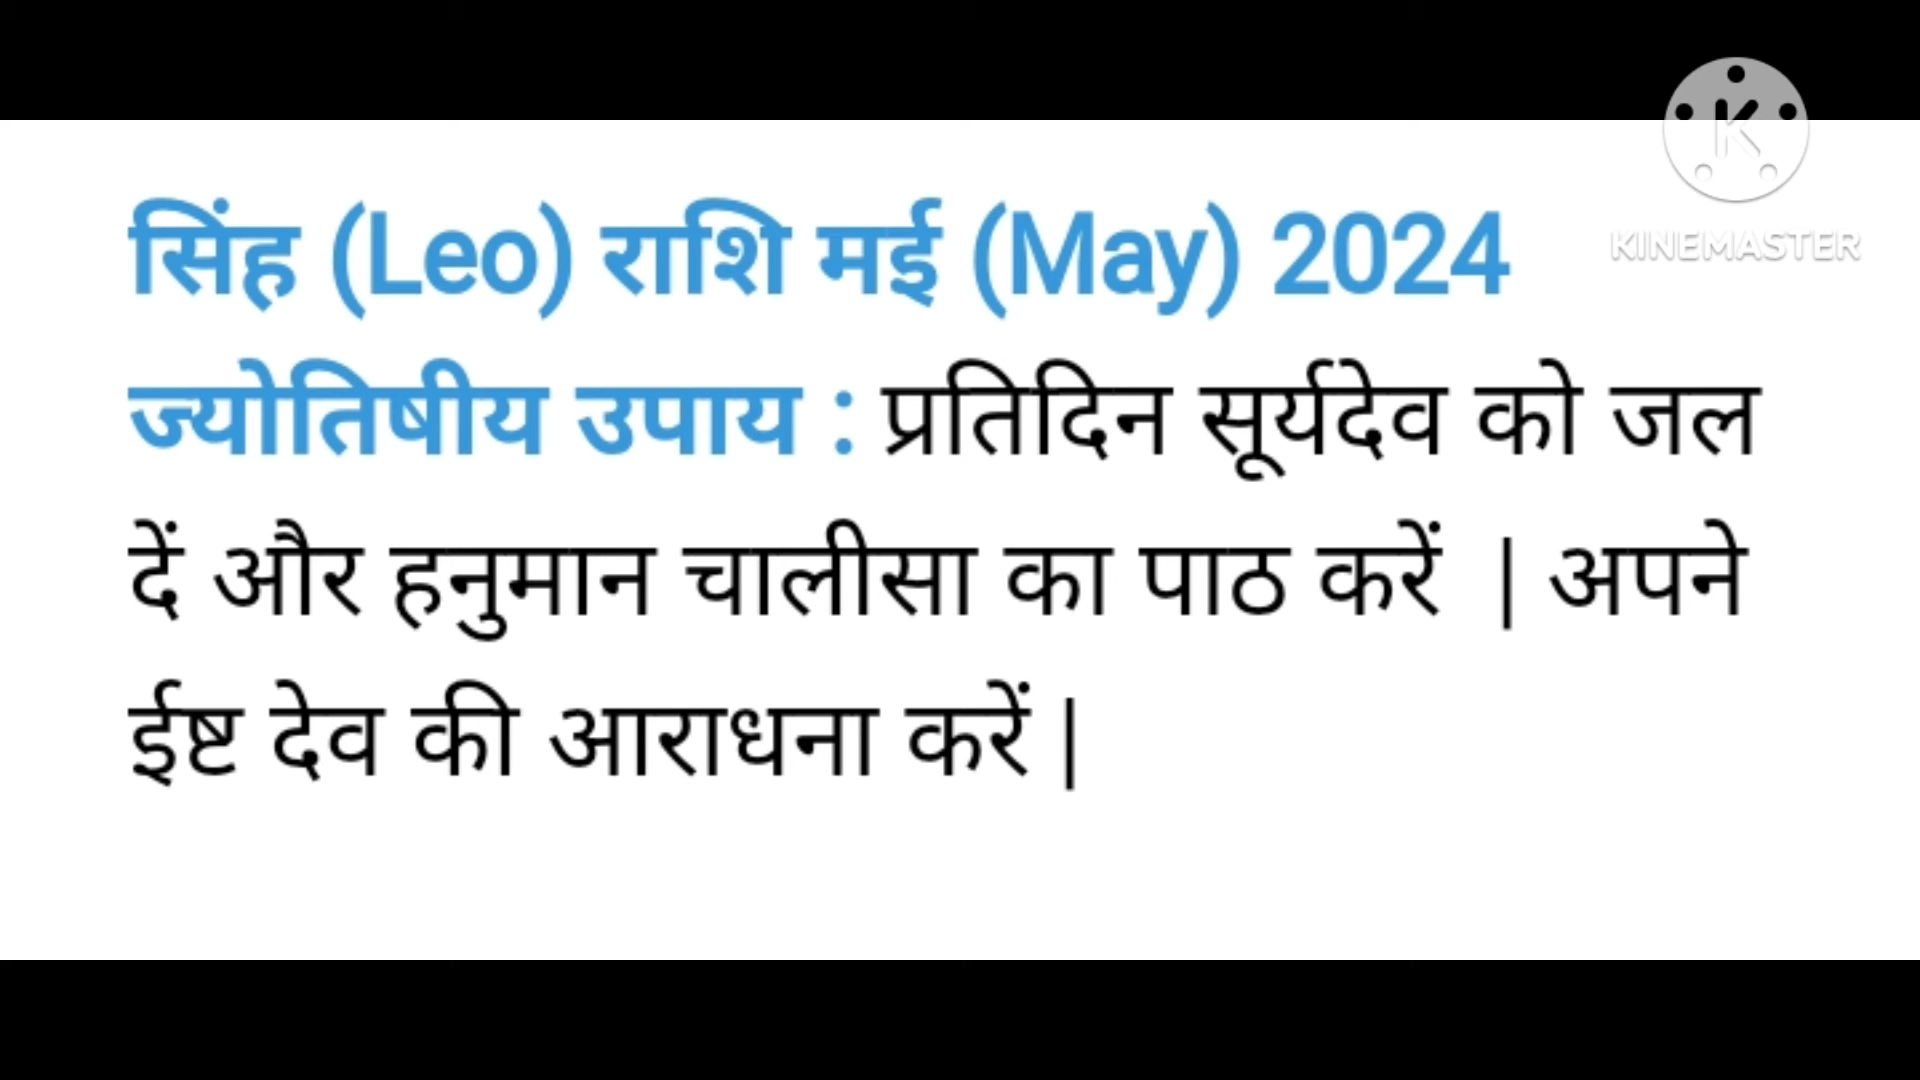 सिंह (Leo) राशि मई (May) 2024
ज्योतिषीय उपाय : प्रतिदिन सूर्यदेव को जल
दें और हनुमान चालीसा का पाठ करें | अपने
ईष्ट देव की आराधना करें |
K
KINEMASTER